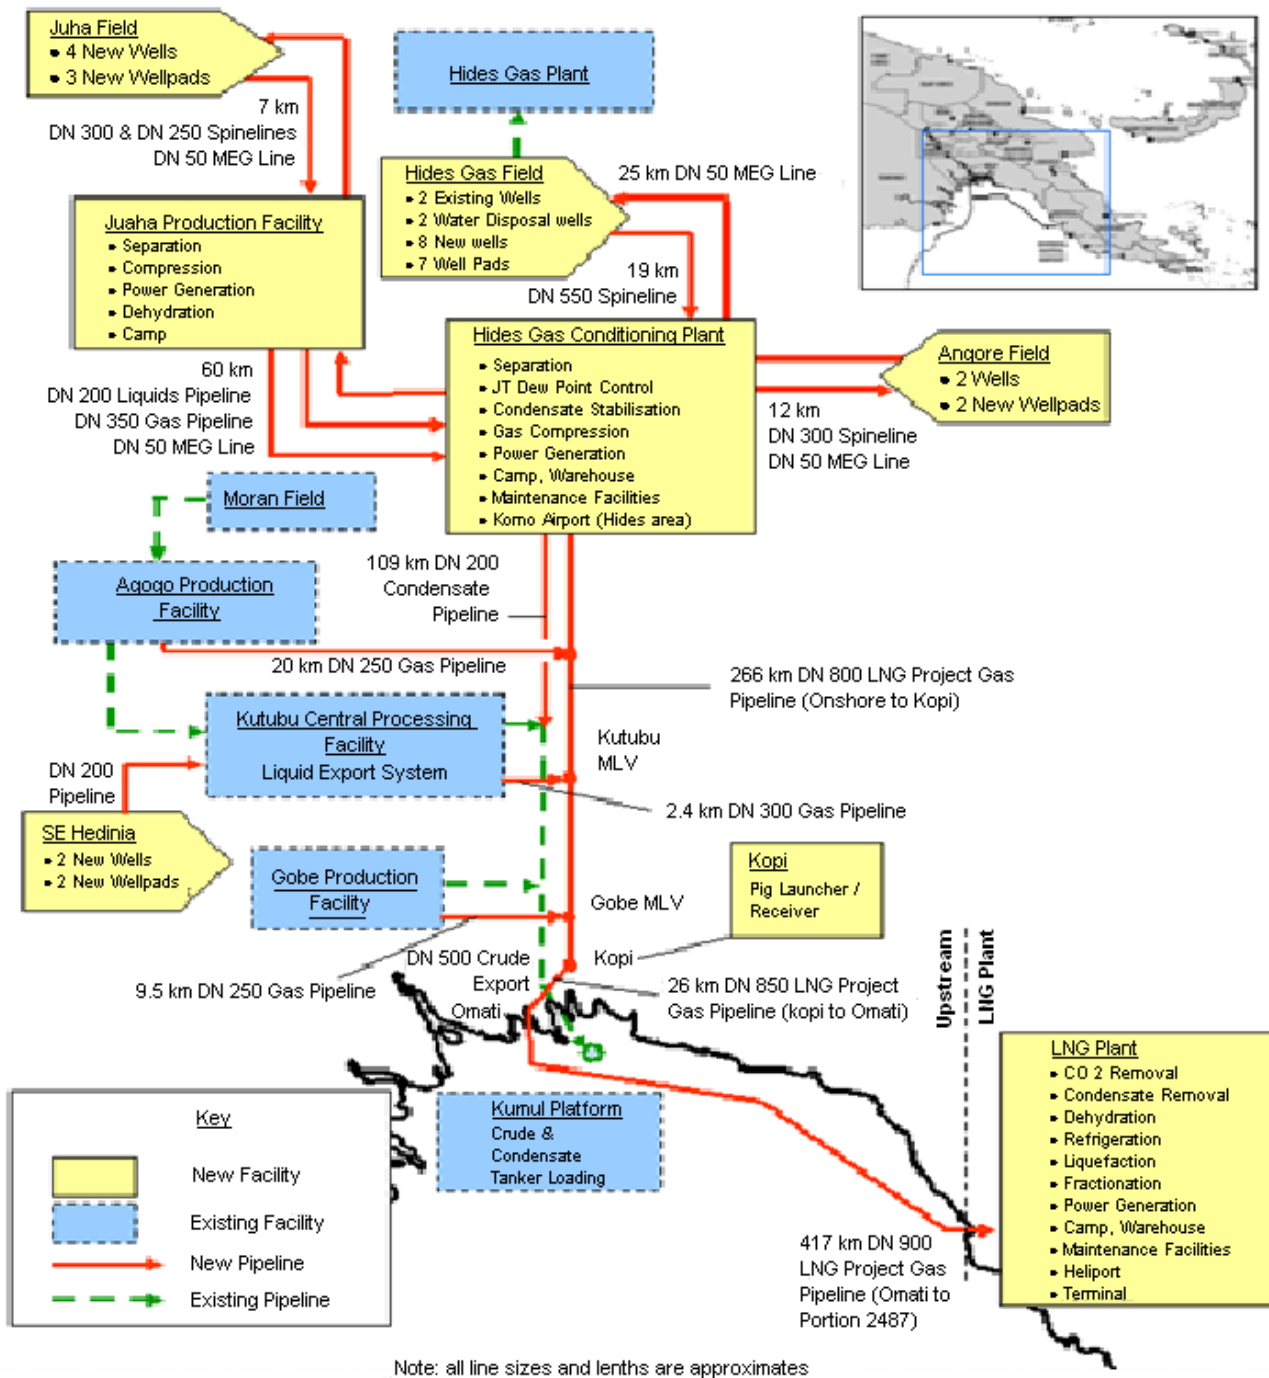 Juha Field
• 4 New Wells
• 3 New Wellpads
7 km
DN 300 & DN 250 Spinelines
DN 50 MEG Line
Hides Gas Plant
Hides Gas Field
• 2 Existing Wells
• 2 Water Disposal wells
• 8 New wells
• 7 Well Pads
25 km DN 50 MEG Line
19 km
DN 550 Spineline
Juaha Production Facility
• Separation
• Compression
• Power Generation
• Dehydration
• Camp
60 km
DN 200 Liquids Pipeline
DN 350 Gas Pipeline
DN 50 MEG Line
Hides Gas Conditioning Plant
• Separation
• JT Dew Point Control
• Condensate Stabilisation
• Gas Compression
• Power Generation
• Camp, Warehouse
• Maintenance Facilities
• Komo Airport (Hides area)
Angore Field
• 2 Wells
• 2 New Wellpads
12 km
DN 300 Spineline
DN 50 MEG Line
Moran Field
Agogo Production
Facility
109 km DN 200
Condensate
Pipeline
20 km DN 250 Gas Pipeline
266 km DN 800 LNG Project Gas
Pipeline (Onshore to Kopi)
Kutubu Central Processing
Facility
Liquid Export System
Kutubu
MLV
DN 200
Pipeline
2.4 km DN 300 Gas Pipeline
SE Hedinia
• 2 New Wells
• 2 New Wellpads
Gobe Production
Facility
Gobe MLV
Kopi
Pig Launcher /
Receiver
Kopi
9.5 km DN 250 Gas Pipeline
DN 500 Crude
Export
Omati
26 km DN 850 LNG Project
Gas Pipeline (kopi to Omati)
Upstream
LNG Plant
LNG Plant
• CO 2 Removal
• Condensate Removal
• Dehydration
• Refrigeration
• Liquefaction
• Fractionation
• Power Generation
• Camp, Warehouse
• Maintenance Facilities
• Heliport
• Terminal
Kumul Platform
Crude &
Condensate
Tanker Loading
417 km DN 900
LNG Project Gas
Pipeline (Omati to
Portion 2487)
Key
New Facility
Existing Facility
New Pipeline
Existing Pipeline
Note: all line sizes and lenths are approximates